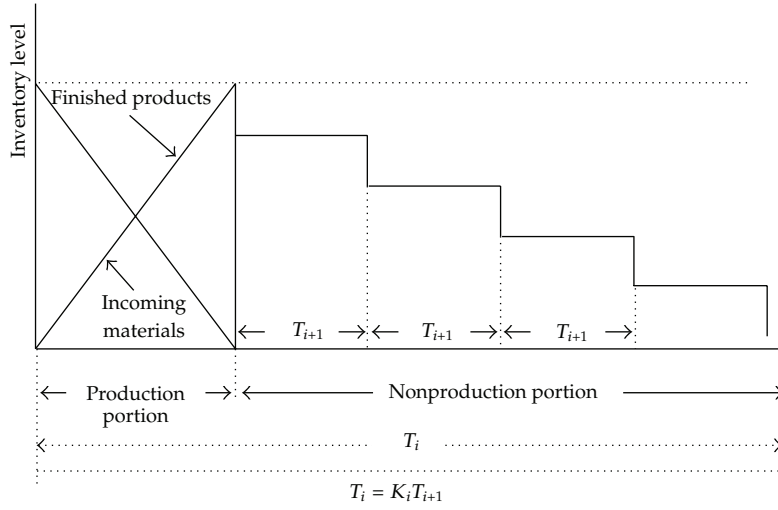 Inventory level
Finished products
Incoming
materials
T_{i+1}
T_{i+1}
T_{i+1}
Production
portion
Nonproduction portion
T_i
T_i = K_i T_{i+1}